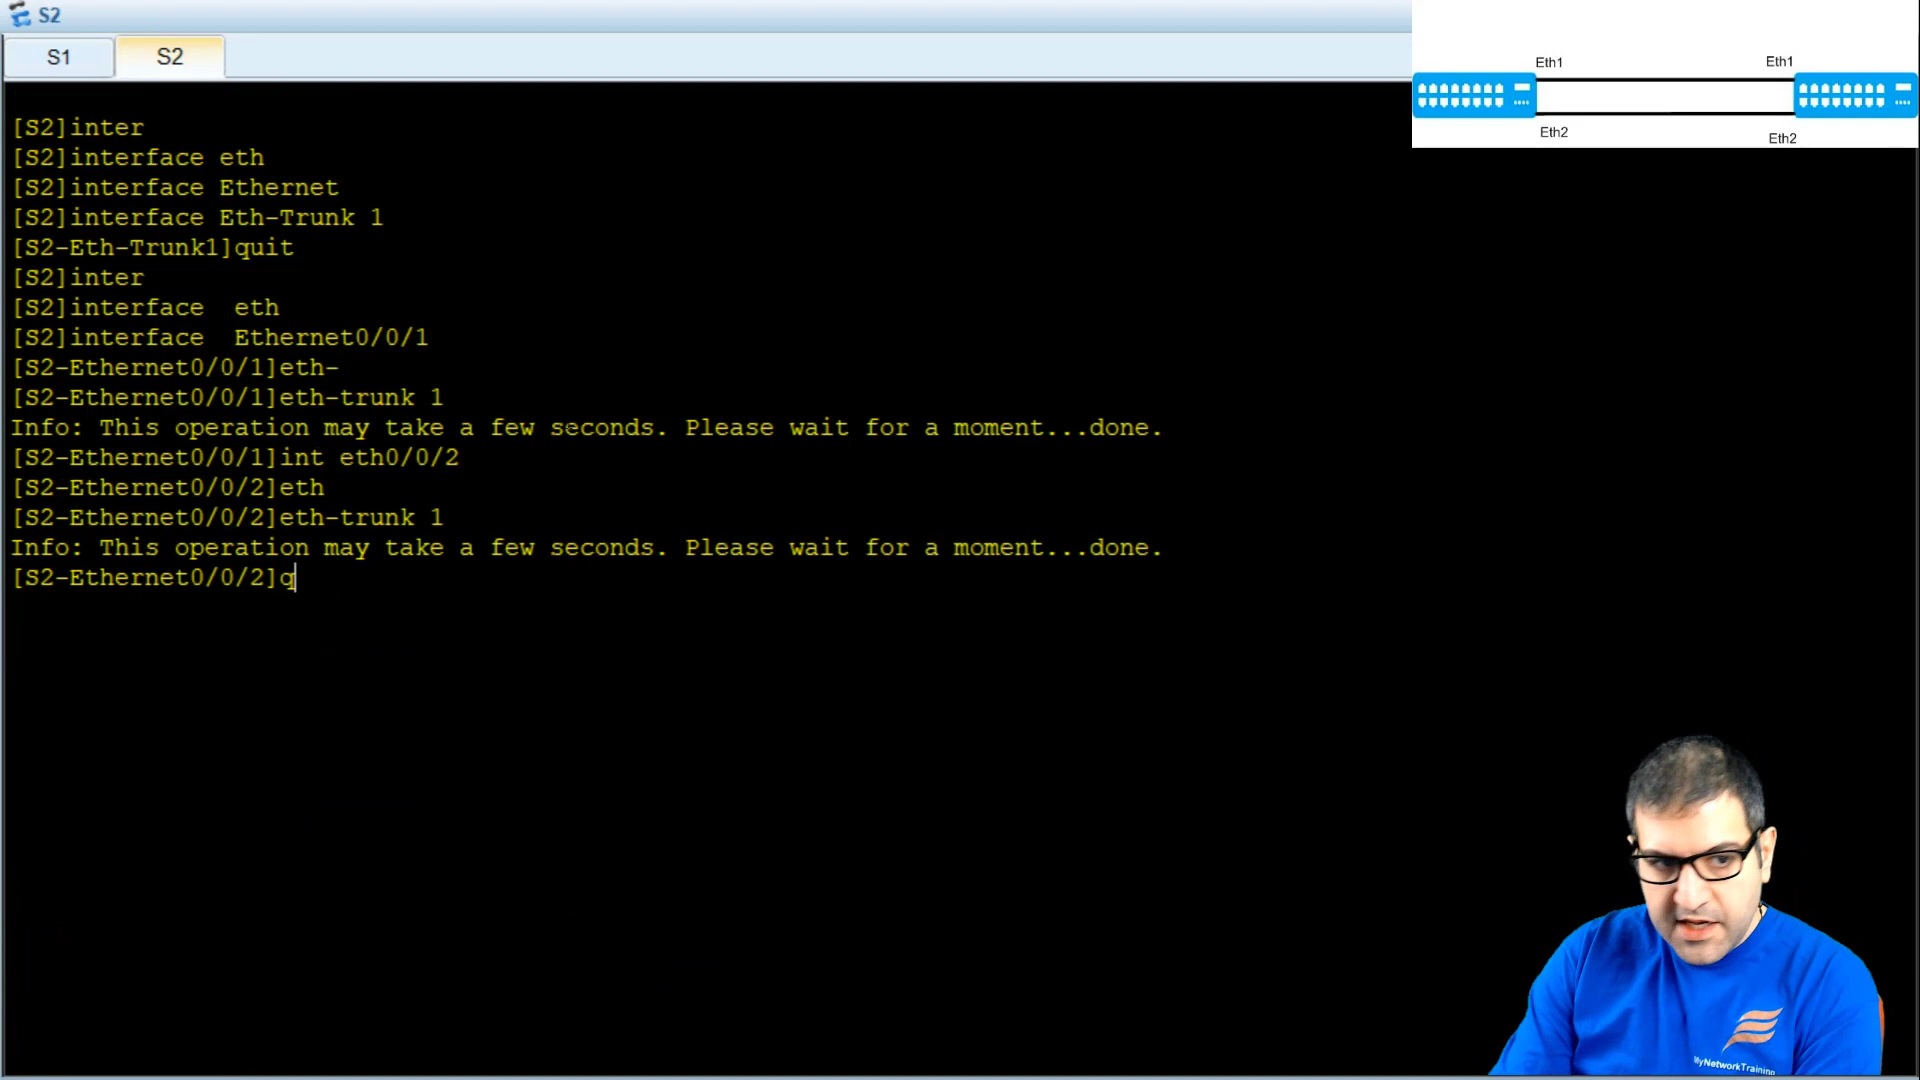 S2
S1 S2
Eth1 Eth1
Eth2 Eth2
[S2]inter
[S2]interface eth
[S2]interface Ethernet
[S2]interface Eth-Trunk 1
[S2-Eth-Trunk1]quit
[S2]inter
[S2]interface  eth
[S2]interface  Ethernet0/0/1
[S2-Ethernet0/0/1]eth-
[S2-Ethernet0/0/1]eth-trunk 1
Info: This operation may take a few seconds. Please wait for a moment...done.
[S2-Ethernet0/0/1]int eth0/0/2
[S2-Ethernet0/0/2]eth
[S2-Ethernet0/0/2]eth-trunk 1
Info: This operation may take a few seconds. Please wait for a moment...done.
[S2-Ethernet0/0/2]q
MyNetworkTraining